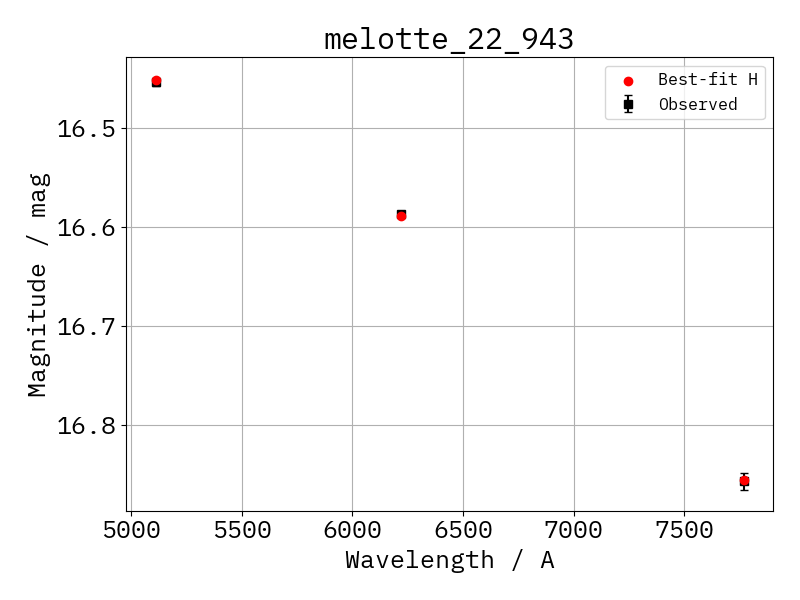 melotte_22_943
Best-fit H
Observed
16.5
16.6
16.7
16.8
Magnitude / mag
5000 5500 6000 6500 7000 7500
Wavelength / A